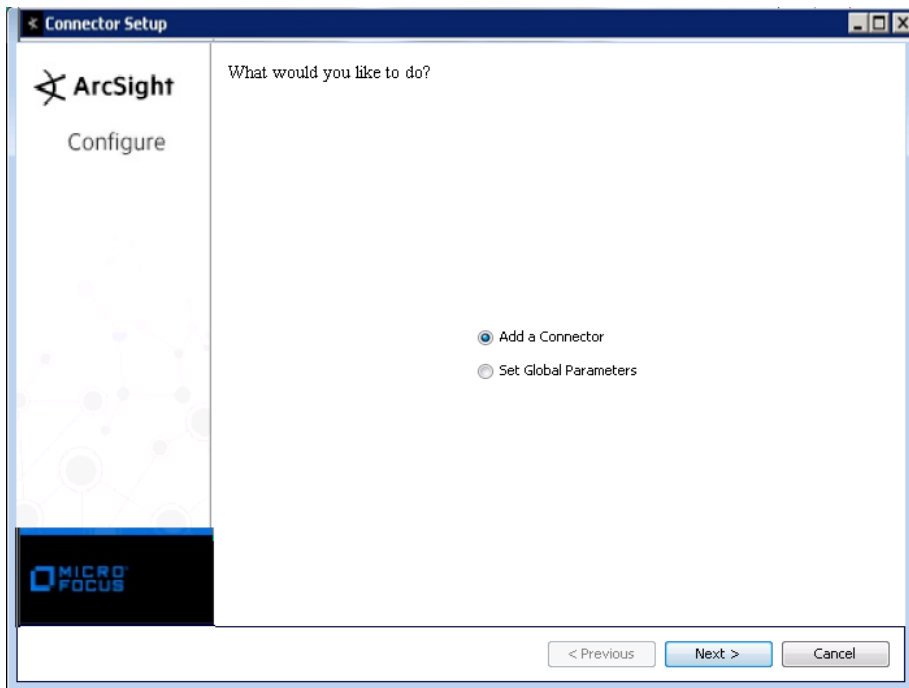 Connector Setup
ArcSight
Configure
What would you like to do?
Add a Connector
Set Global Parameters
MICRO
FOCUS
< Previous
Next >
Cancel